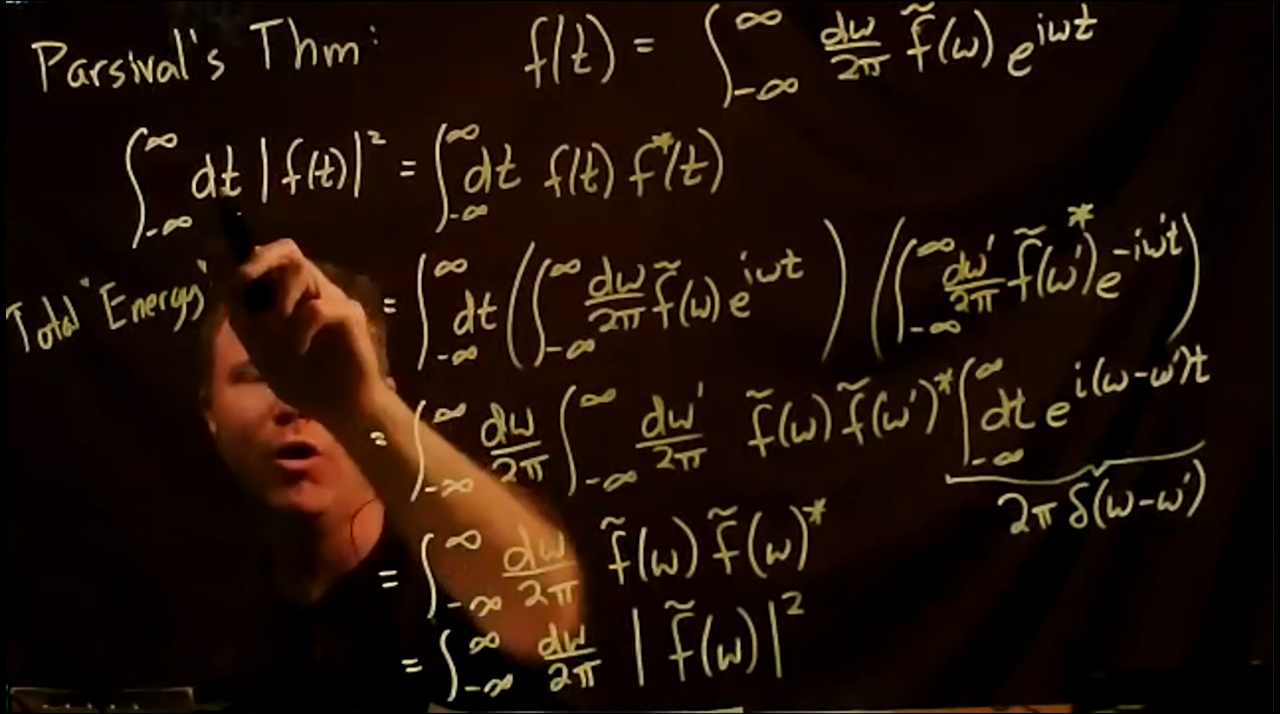 Parsival's Thm: f(t) = ∫_{-∞}^{∞} dω/2π f̃(ω) e^{iωt}
∫_{-∞}^{∞} dt |f(t)|² = ∫_{-∞}^{∞} dt f(t) f*(t)
Total "Energy" = ∫_{-∞}^{∞} dt (∫_{-∞}^{∞} dω/2π f̃(ω) e^{iωt}) (∫_{-∞}^{∞} dω'/2π f̃(ω')* e^{-iω't})
= ∫_{-∞}^{∞} dω/2π ∫_{-∞}^{∞} dω'/2π f̃(ω) f̃(ω')* ∫_{-∞}^{∞} dt e^{i(ω-ω')t}
2π δ(ω-ω')
= ∫_{-∞}^{∞} dω/2π f̃(ω) f̃(ω)*
= ∫_{-∞}^{∞} dω/2π |f̃(ω)|²